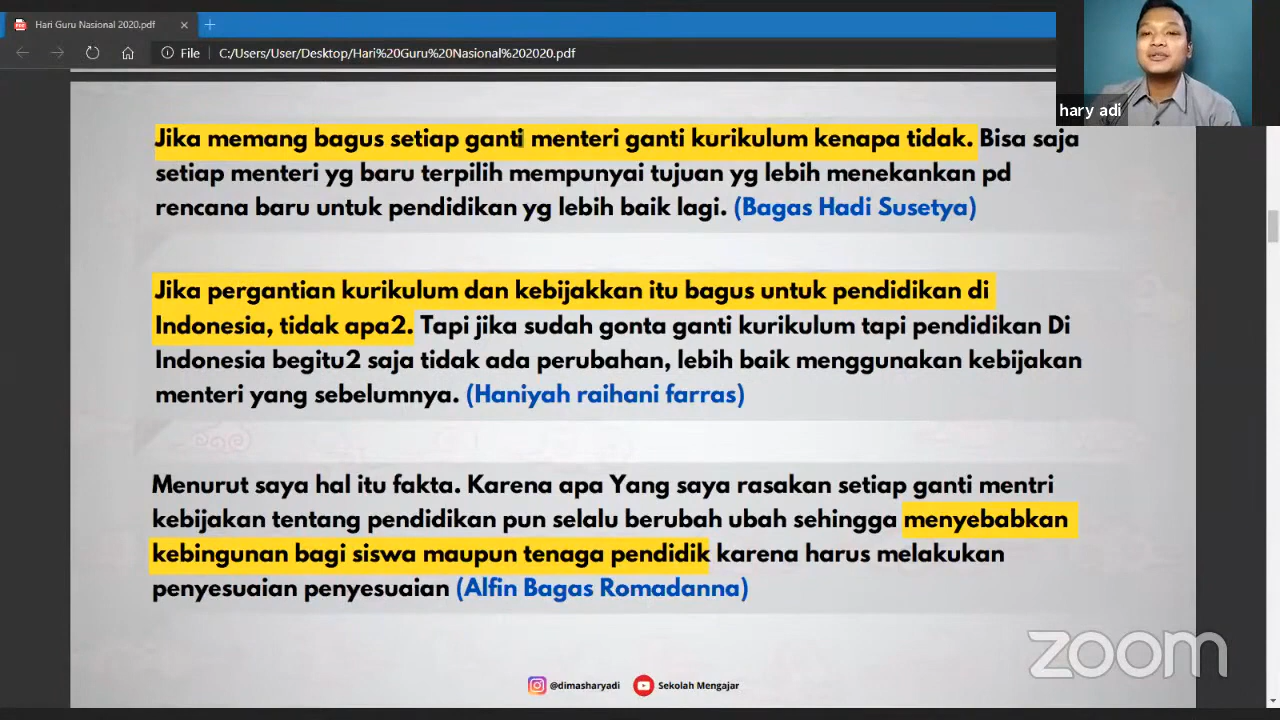 Hari Guru Nasional 2020.pdf
File C:/Users/User/Desktop/Hari%20Guru%20Nasional%202020.pdf
hary adi
Jika memang bagus setiap ganti menteri ganti kurikulum kenapa tidak. Bisa saja
setiap menteri yg baru terpilih mempunyai tujuan yg lebih menekankan pd
rencana baru untuk pendidikan yg lebih baik lagi. (Bagas Hadi Susetya)
Jika pergantian kurikulum dan kebijakkan itu bagus untuk pendidikan di
Indonesia, tidak apa2. Tapi jika sudah gonta ganti kurikulum tapi pendidikan Di
Indonesia begitu2 saja tidak ada perubahan, lebih baik menggunakan kebijakan
menteri yang sebelumnya. (Haniyah raihani farras)
Menurut saya hal itu fakta. Karena apa Yang saya rasakan setiap ganti mentri
kebijakan tentang pendidikan pun selalu berubah ubah sehingga menyebabkan
kebingunan bagi siswa maupun tenaga pendidik karena harus melakukan
penyesuaian penyesuaian (Alfin Bagas Romadanna)
zoom
@dimasharyadi Sekolah Mengajar